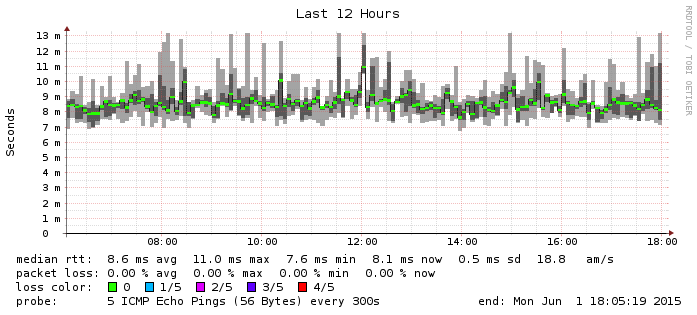 Last 12 Hours
RRDTOOL / TOBI OETIKER
Seconds
13 m
12 m
11 m
10 m
9 m
8 m
7 m
6 m
5 m
4 m
3 m
2 m
1 m
0
08:00 10:00 12:00 14:00 16:00 18:00
median rtt: 8.6 ms avg 11.0 ms max 7.6 ms min 8.1 ms now 0.5 ms sd 18.8 am/s
packet loss: 0.00 % avg 0.00 % max 0.00 % min 0.00 % now
loss color: 0 1/5 2/5 3/5 4/5
probe: 5 ICMP Echo Pings (56 Bytes) every 300s end: Mon Jun 1 18:05:19 2015